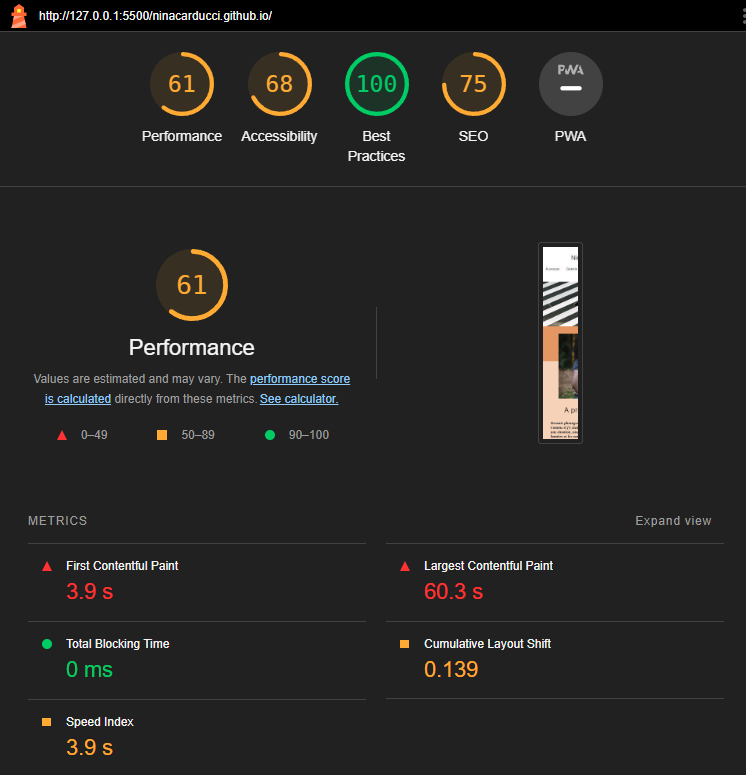 http://127.0.0.1:5500/ninacarducci.github.io/
61
68
100
75
PWA
Performance
Accessibility
Best
Practices
SEO
PWA
61
Performance
Values are estimated and may vary. The performance score
is calculated directly from these metrics. See calculator.
0–49
50–89
90–100
METRICS
Expand view
First Contentful Paint
3.9 s
Largest Contentful Paint
60.3 s
Total Blocking Time
0 ms
Cumulative Layout Shift
0.139
Speed Index
3.9 s